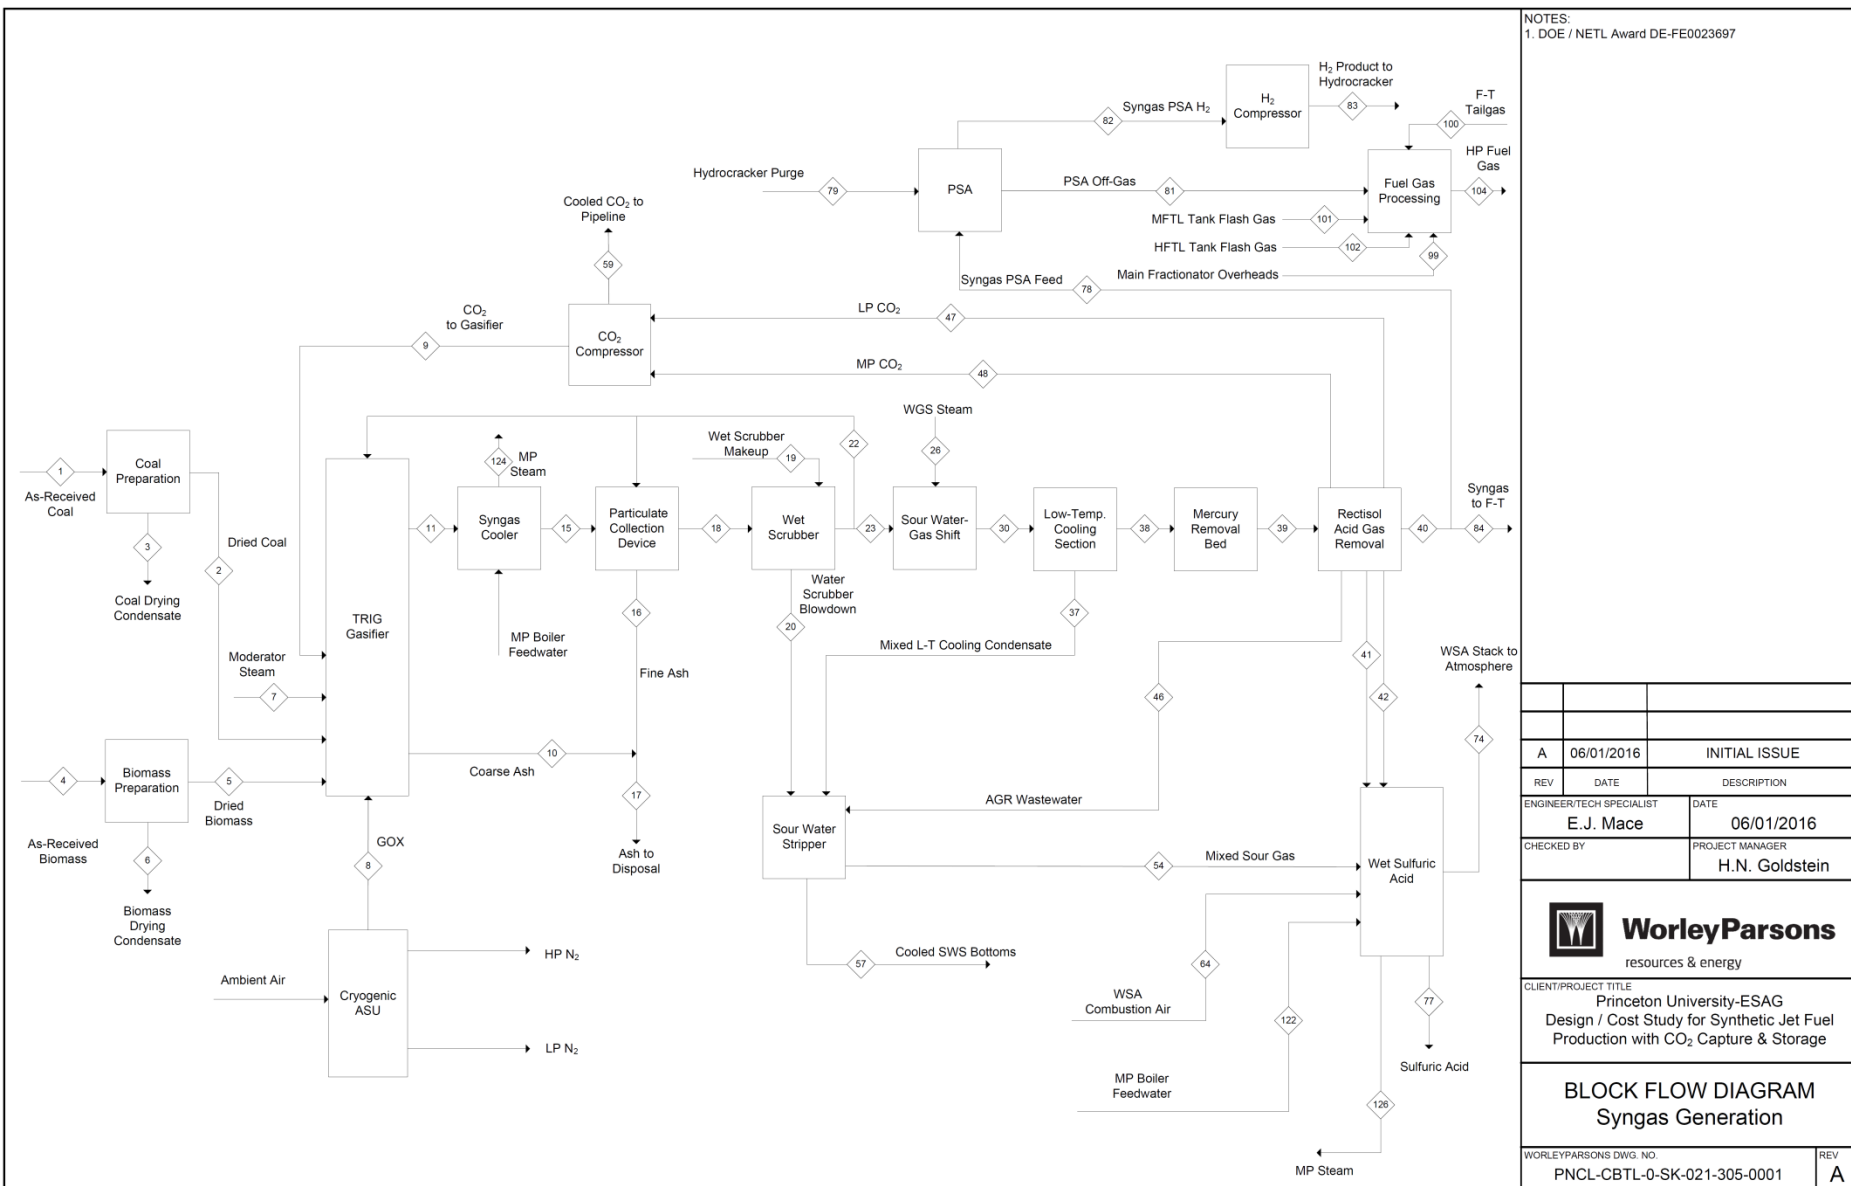 NOTES:
1. DOE / NETL Award DE-FE0023697
H₂ Product to
Hydrocracker
83
H₂
Compressor
Syngas PSA H₂
82
F-T
Tailgas
100
HP Fuel
Gas
104
Hydrocracker Purge
79
PSA
PSA Off-Gas
81
Fuel Gas
Processing
MFTL Tank Flash Gas
101
HFTL Tank Flash Gas
102
99
Main Fractionator Overheads
Syngas PSA Feed
78
Cooled CO₂ to
Pipeline
59
CO₂
to Gasifier
9
CO₂
Compressor
LP CO₂
47
MP CO₂
48
1
As-Received
Coal
Coal
Preparation
3
Coal Drying
Condensate
Dried Coal
2
124
MP
Steam
Wet Scrubber
Makeup
19
22
WGS Steam
26
11
Syngas
Cooler
15
Particulate
Collection
Device
18
Wet
Scrubber
23
Sour Water-
Gas Shift
30
Low-Temp.
Cooling
Section
38
Mercury
Removal
Bed
39
Rectisol
Acid Gas
Removal
40
Syngas
to F-T
84
TRIG
Gasifier
MP Boiler
Feedwater
16
Fine Ash
Water
Scrubber
Blowdown
20
37
Mixed L-T Cooling Condensate
41
42
46
WSA Stack to
Atmosphere
74
Moderator
Steam
7
4
As-Received
Biomass
Biomass
Preparation
5
Dried
Biomass
6
Biomass
Drying
Condensate
10
Coarse Ash
17
Ash to
Disposal
GOX
8
AGR Wastewater
Sour Water
Stripper
Mixed Sour Gas
54
Wet Sulfuric
Acid
57
Cooled SWS Bottoms
64
WSA
Combustion Air
122
MP Boiler
Feedwater
77
Sulfuric Acid
126
MP Steam
Ambient Air
Cryogenic
ASU
HP N₂
LP N₂
A 06/01/2016 INITIAL ISSUE
REV DATE DESCRIPTION
ENGINEER/TECH SPECIALIST DATE
E.J. Mace 06/01/2016
CHECKED BY PROJECT MANAGER
H.N. Goldstein
WorleyParsons
resources & energy
CLIENT/PROJECT TITLE
Princeton University-ESAG
Design / Cost Study for Synthetic Jet Fuel
Production with CO₂ Capture & Storage
BLOCK FLOW DIAGRAM
Syngas Generation
WORLEYPARSONS DWG. NO. REV
PNCL-CBTL-0-SK-021-305-0001 A